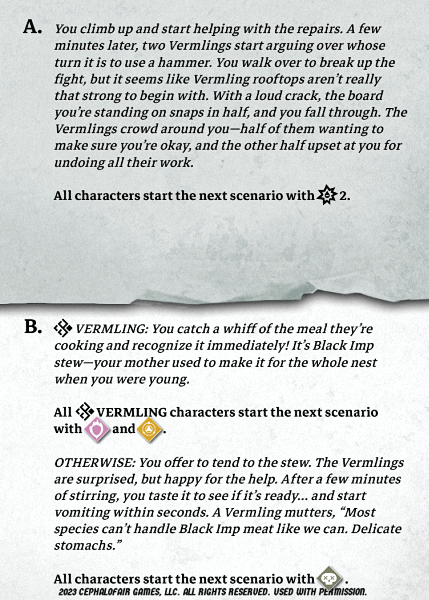 A. You climb up and start helping with the repairs. A few
minutes later, two Vermlings start arguing over whose
turn it is to use a hammer. You walk over to break up the
fight, but it seems like Vermling rooftops aren't really
that strong to begin with. With a loud crack, the board
you're standing on snaps in half, and you fall through. The
Vermlings crowd around you—half of them wanting to
make sure you're okay, and the other half upset at you for
undoing all their work.
All characters start the next scenario with 2.
B. VERMLING: You catch a whiff of the meal they're
cooking and recognize it immediately! It's Black Imp
stew—your mother used to make it for the whole nest
when you were young.
All VERMLING characters start the next scenario
with and .
OTHERWISE: You offer to tend to the stew. The Vermlings
are surprised, but happy for the help. After a few minutes
of stirring, you taste it to see if it's ready... and start
vomiting within seconds. A Vermling mutters, “Most
species can't handle Black Imp meat like we can. Delicate
stomachs.”
All characters start the next scenario with .
2023 CEPHALOFAIR GAMES, LLC. ALL RIGHTS RESERVED. USED WITH PERMISSION.